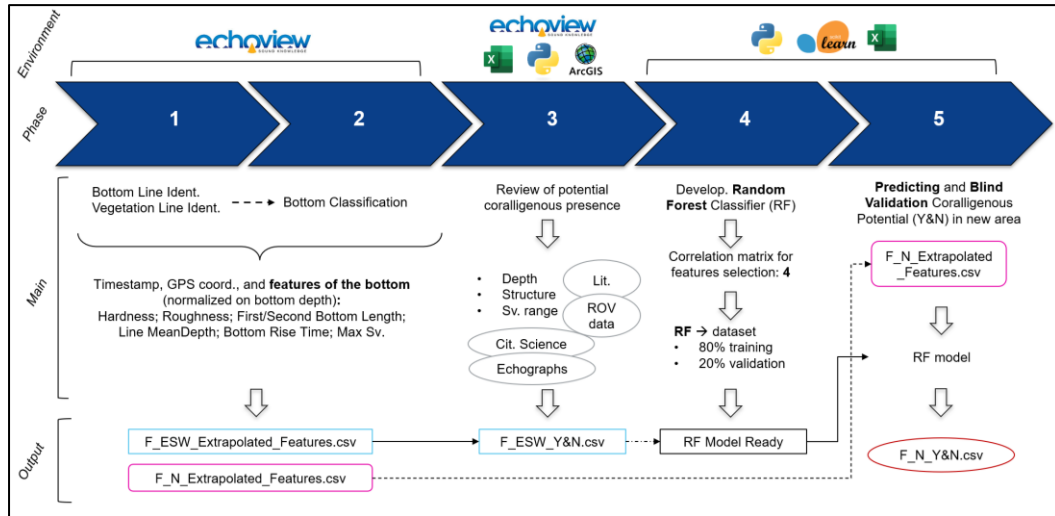 Environment
echoview
SOUND KNOWLEDGE
echoview
SOUND KNOWLEDGE
ArcGIS
learn
Phase
1
2
3
4
5
Main
Bottom Line Ident.
Vegetation Line Ident.
Bottom Classification
Timestamp, GPS coord., and features of the bottom
(normalized on bottom depth):
Hardness; Roughness; First/Second Bottom Length;
Line MeanDepth; Bottom Rise Time; Max Sv.
Review of potential
coralligenous presence
• Depth
• Structure
• Sv. range
Lit.
ROV
data
Cit. Science
Echographs
Develop. Random
Forest Classifier (RF)
Correlation matrix for
features selection: 4
RF → dataset
• 80% training
• 20% validation
Predicting and Blind
Validation Coralligenous
Potential (Y&N) in new area
F_N_Extrapolated
_Features.csv
RF model
Output
F_ESW_Extrapolated_Features.csv
F_N_Extrapolated_Features.csv
F_ESW_Y&N.csv
RF Model Ready
F_N_Y&N.csv